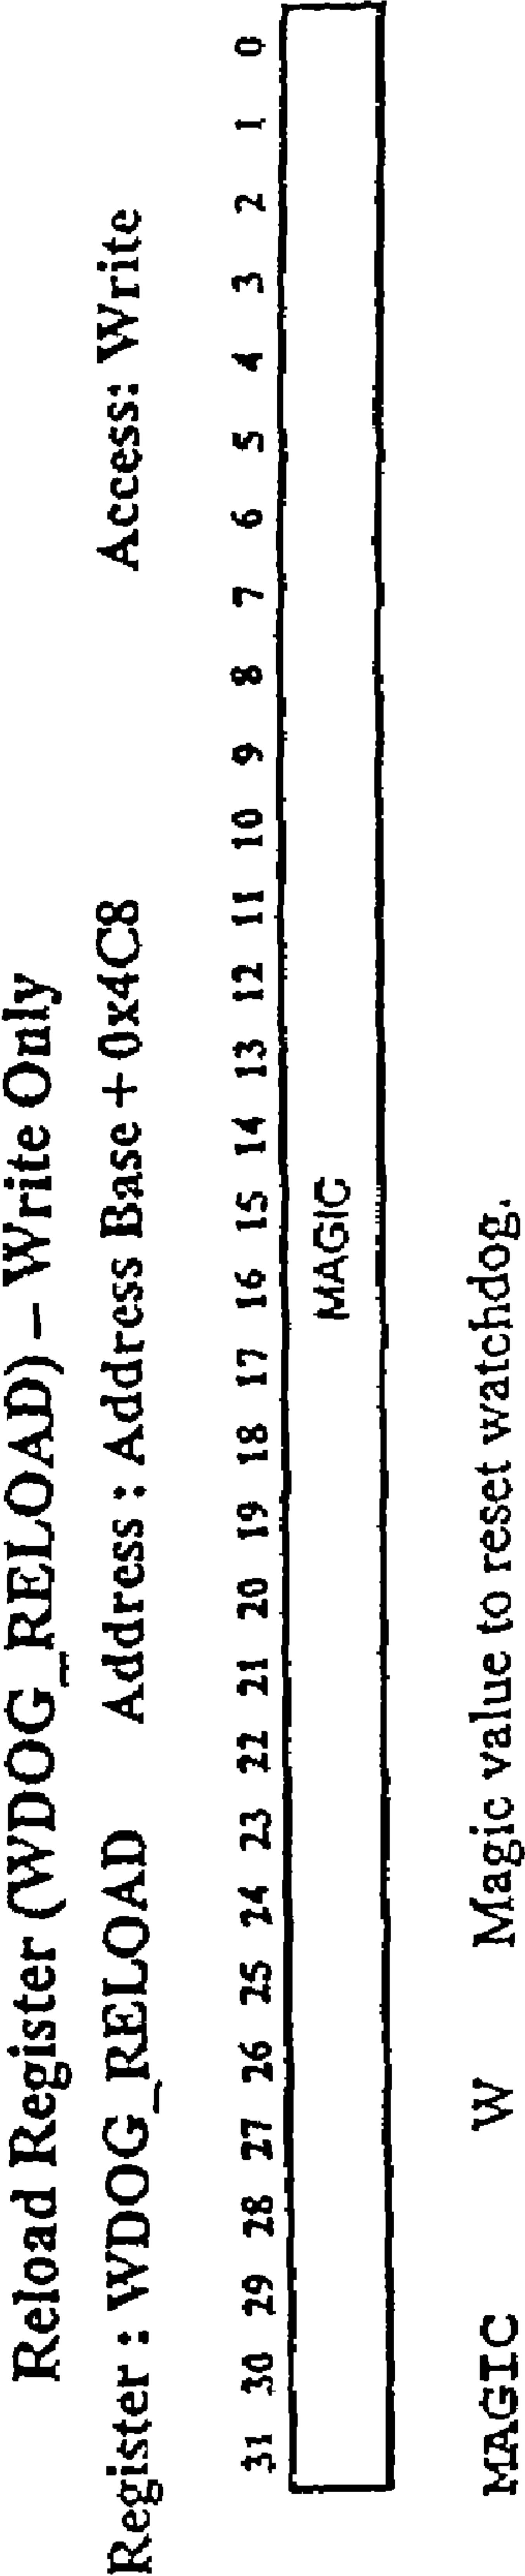 Reload Register (WDOG_RELOAD) – Write Only
Register : WDOG_RELOAD Address : Address Base + 0x4C8 Access: Write
31 30 29 28 27 26 25 24 23 22 21 20 19 18 17 16 15 14 13 12 11 10 9 8 7 6 5 4 3 2 1 0
MAGIC
MAGIC W Magic value to reset watchdog.